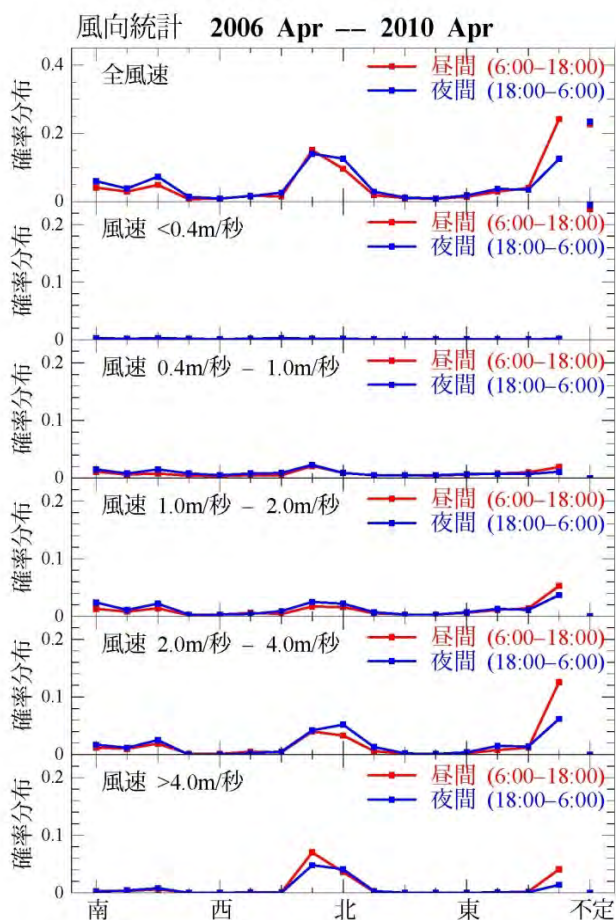 風向統計 2006 Apr –– 2010 Apr
確率分布
0.4
0.2
0
全風速
昼間 (6:00–18:00)
夜間 (18:00–6:00)
確率分布
0.2
0.1
0
風速 <0.4m/秒
昼間 (6:00–18:00)
夜間 (18:00–6:00)
確率分布
0.2
0.1
0
風速 0.4m/秒 – 1.0m/秒
昼間 (6:00–18:00)
夜間 (18:00–6:00)
確率分布
0.2
0.1
0
風速 1.0m/秒 – 2.0m/秒
昼間 (6:00–18:00)
夜間 (18:00–6:00)
確率分布
0.2
0.1
0
風速 2.0m/秒 – 4.0m/秒
昼間 (6:00–18:00)
夜間 (18:00–6:00)
確率分布
0.2
0.1
0
風速 >4.0m/秒
昼間 (6:00–18:00)
夜間 (18:00–6:00)
南 西 北 東 不定